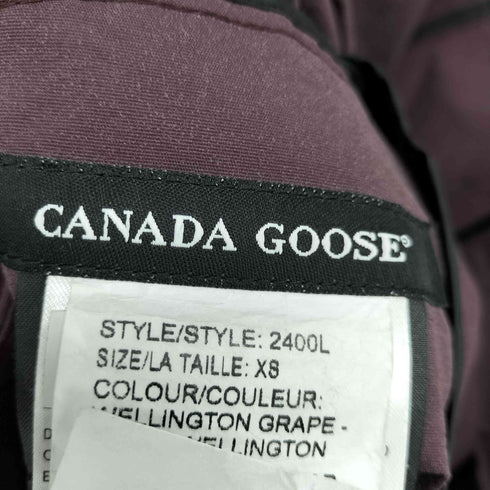 CANADA GOOSE®
STYLE/STYLE: 2400L
SIZE/LA TAILLE: XS
COLOUR/COULEUR:
WELLINGTON GRAPE -
WELLINGTON